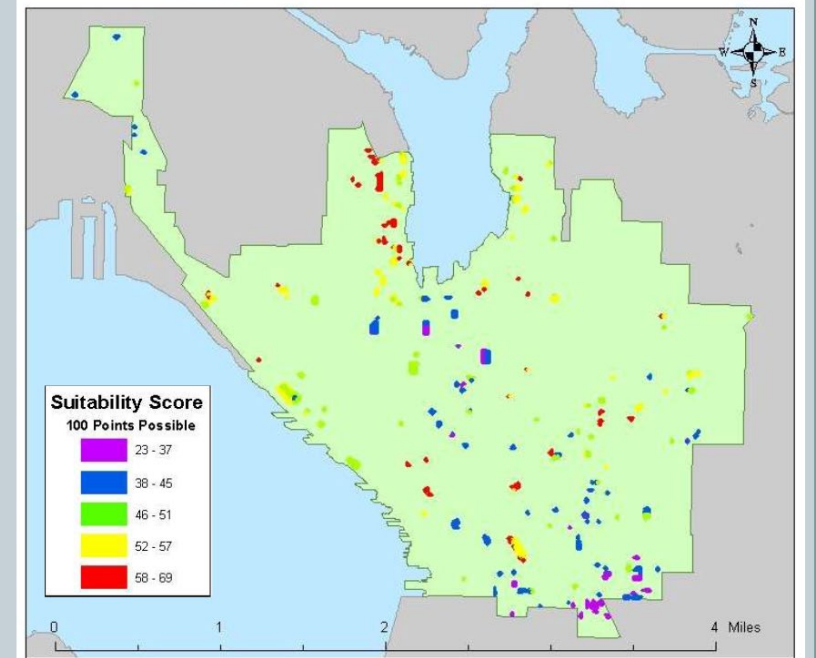 N
W E
S
Suitability Score
100 Points Possible
23 - 37
38 - 45
46 - 51
52 - 57
58 - 69
0 1 2 4 Miles